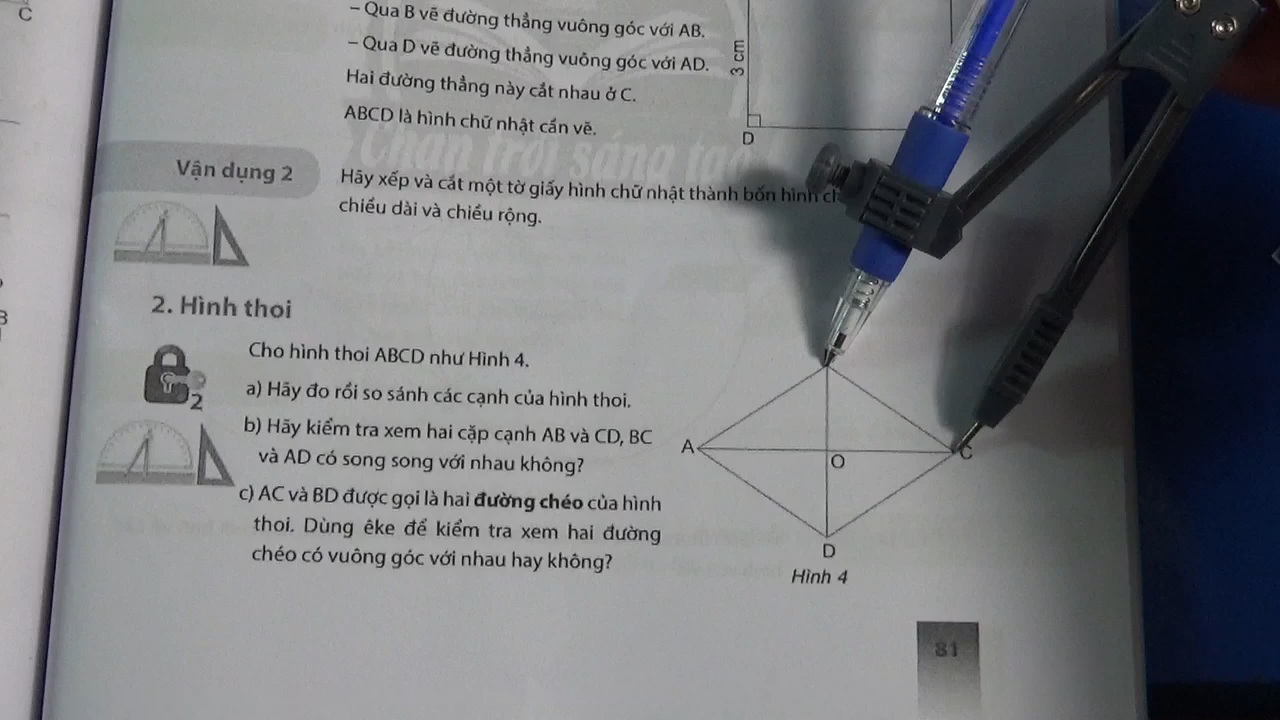 C
– Qua B vẽ đường thẳng vuông góc với AB.
– Qua D vẽ đường thẳng vuông góc với AD.
Hai đường thẳng này cắt nhau ở C.
ABCD là hình chữ nhật cần vẽ.
3 cm
D
Chân trời sáng tạo
Vận dụng 2
Hãy xếp và cắt một tờ giấy hình chữ nhật thành bốn hình
chiều dài và chiều rộng.
B
2. Hình thoi
2
Cho hình thoi ABCD như Hình 4.
a) Hãy đo rồi so sánh các cạnh của hình thoi.
b) Hãy kiểm tra xem hai cặp cạnh AB và CD, BC
và AD có song song với nhau không?
c) AC và BD được gọi là hai đường chéo của hình
thoi. Dùng êke để kiểm tra xem hai đường
chéo có vuông góc với nhau hay không?
A
O
C
D
Hình 4
81